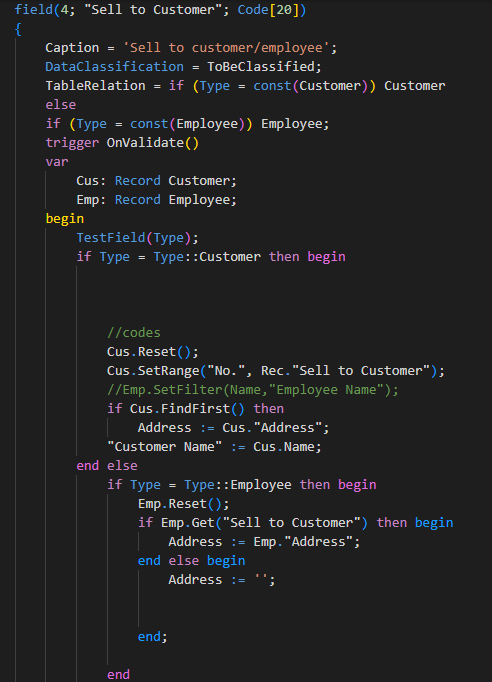 field(4; "Sell to Customer"; Code[20])
{
Caption = 'Sell to customer/employee';
DataClassification = ToBeClassified;
TableRelation = if (Type = const(Customer)) Customer
else
if (Type = const(Employee)) Employee;
trigger OnValidate()
var
Cus: Record Customer;
Emp: Record Employee;
begin
TestField(Type);
if Type = Type::Customer then begin
//codes
Cus.Reset();
Cus.SetRange("No.", Rec."Sell to Customer");
//Emp.SetFilter(Name,"Employee Name");
if Cus.FindFirst() then
Address := Cus."Address";
"Customer Name" := Cus.Name;
end else
if Type = Type::Employee then begin
Emp.Reset();
if Emp.Get("Sell to Customer") then begin
Address := Emp."Address";
end else begin
Address := '';
end;
end